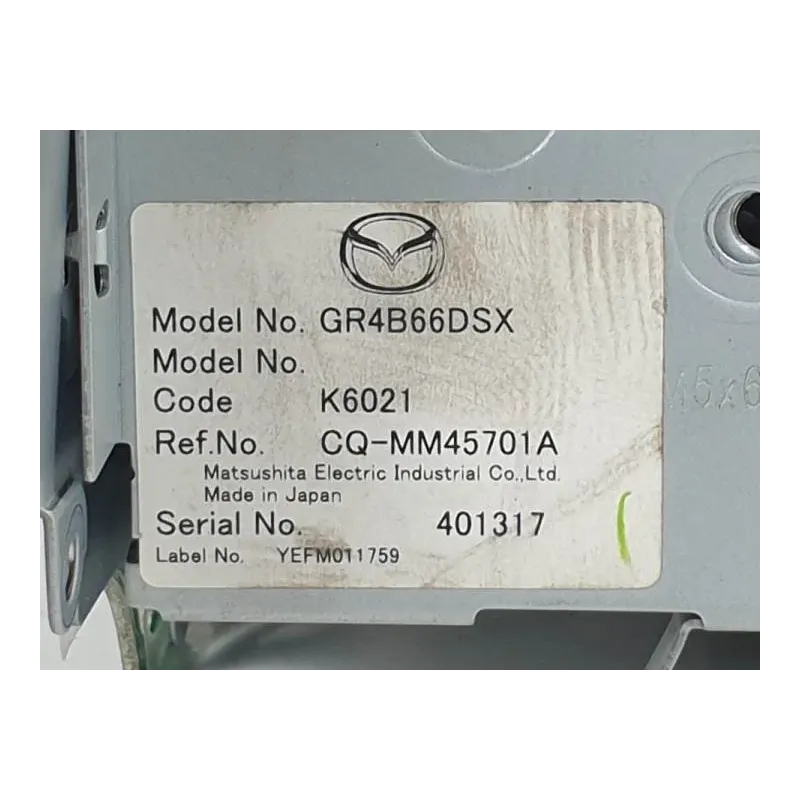 Model No. GR4B66DSX
Model No.
Code K6021
Ref.No. CQ-MM45701A
Matsushita Electric Industrial Co.,Ltd.
Made in Japan
Serial No. 401317
Label No. YEFM011759
M5x6